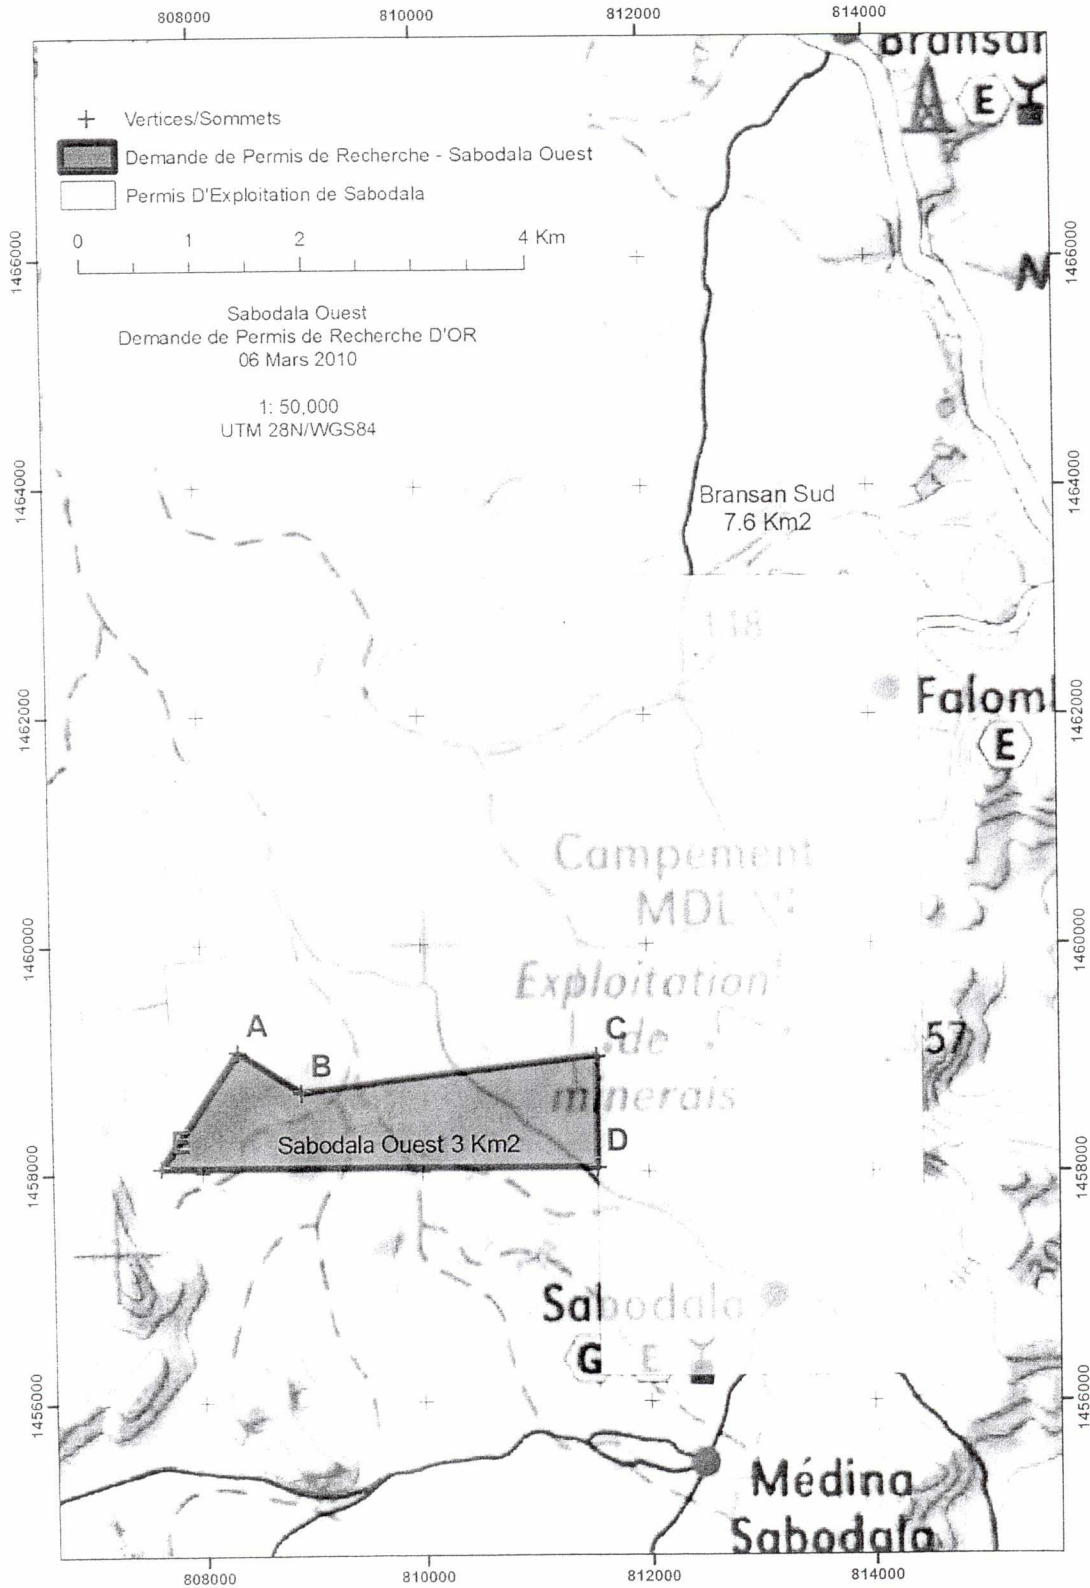 808000 810000 812000 814000
Bransan
E
Vertices/Sommets
Demande de Permis de Recherche - Sabodala Ouest
Permis D'Exploitation de Sabodala
0 1 2 4 Km
1466000 1466000
N
Sabodala Ouest
Demande de Permis de Recherche D'OR
06 Mars 2010
1: 50,000
UTM 28N/WGS84
1464000 1464000
Bransan Sud
7.6 Km2
118
1462000 1462000
Falom
E
Campement
MDL
1460000 1460000
Exploitation
de
minerais
57
A
B
C
D
E
Sabodala Ouest 3 Km2
1458000 1458000
Sabodala
G E
1456000 1456000
Médina
Sabodala
808000 810000 812000 814000